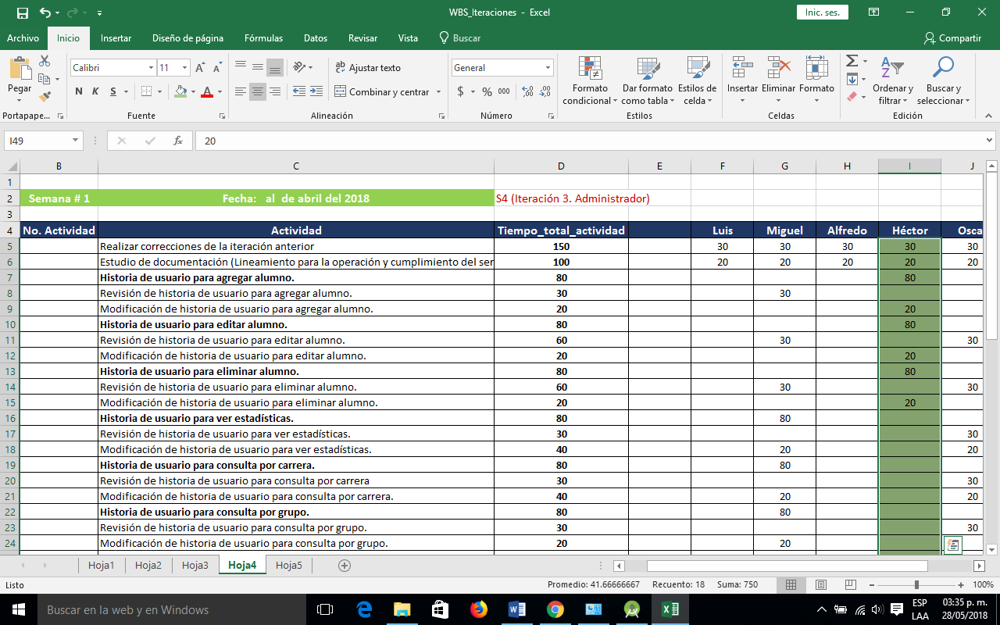 WBS_Iteraciones - Excel
Inic. ses.
Archivo Inicio Insertar Diseño de página Fórmulas Datos Revisar Vista Buscar Compartir
Pegar
Calibri 11
N K S
Ajustar texto
Combinar y centrar
General
$ % 000
Formato condicional
Dar formato como tabla
Estilos de celda
Insertar Eliminar Formato
Ordenar y filtrar
Buscar y seleccionar
Portapape... Fuente Alineación Número Estilos Celdas Edición
I49 fx 20
B C D E F G H I J
1
2 Semana # 1 Fecha: al de abril del 2018 S4 (Iteración 3. Administrador)
3
4 No. Actividad Actividad Tiempo_total_actividad Luis Miguel Alfredo Héctor Osca
5 Realizar correcciones de la iteración anterior 150 30 30 30 30 30
6 Estudio de documentación (Lineamiento para la operación y cumplimiento del ser 100 20 20 20 20 20
7 Historia de usuario para agregar alumno. 80 80
8 Revisión de historia de usuario para agregar alumno. 30 30
9 Modificación de historia de usuario para agregar alumno. 20 20
10 Historia de usuario para editar alumno. 80 80
11 Revisión de historia de usuario para editar alumno. 60 30 30
12 Modificación de historia de usuario para editar alumno. 20 20
13 Historia de usuario para eliminar alumno. 80 80
14 Revisión de historia de usuario para eliminar alumno. 60 30 30
15 Modificación de historia de usuario para eliminar alumno. 20 20
16 Historia de usuario para ver estadísticas. 80 80
17 Revisión de historia de usuario para ver estadísticas. 30 30
18 Modificación de historia de usuario para ver estadísticas. 40 20 20
19 Historia de usuario para consulta por carrera. 80 80
20 Revisión de historia de usuario para consulta por carrera 30 30
21 Modificación de historia de usuario para consulta por carrera. 40 20 20
22 Historia de usuario para consulta por grupo. 80 80
23 Revisión de historia de usuario para consulta por grupo. 30 30
24 Modificación de historia de usuario para consulta por grupo. 20 20
Hoja1 Hoja2 Hoja3 Hoja4 Hoja5
Listo Promedio: 41.66666667 Recuento: 18 Suma: 750 100%
Buscar en la web y en Windows
ESP
LAA
03:35 p. m.
28/05/2018